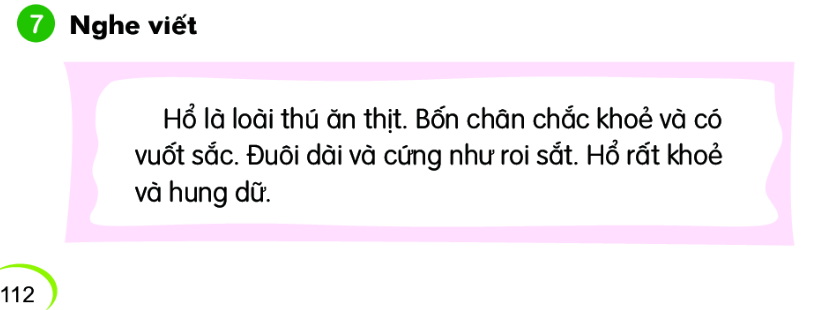 7 Nghe viết
Hổ là loài thú ăn thịt. Bốn chân chắc khoẻ và có
vuốt sắc. Đuôi dài và cứng như roi sắt. Hổ rất khoẻ
và hung dữ.
112